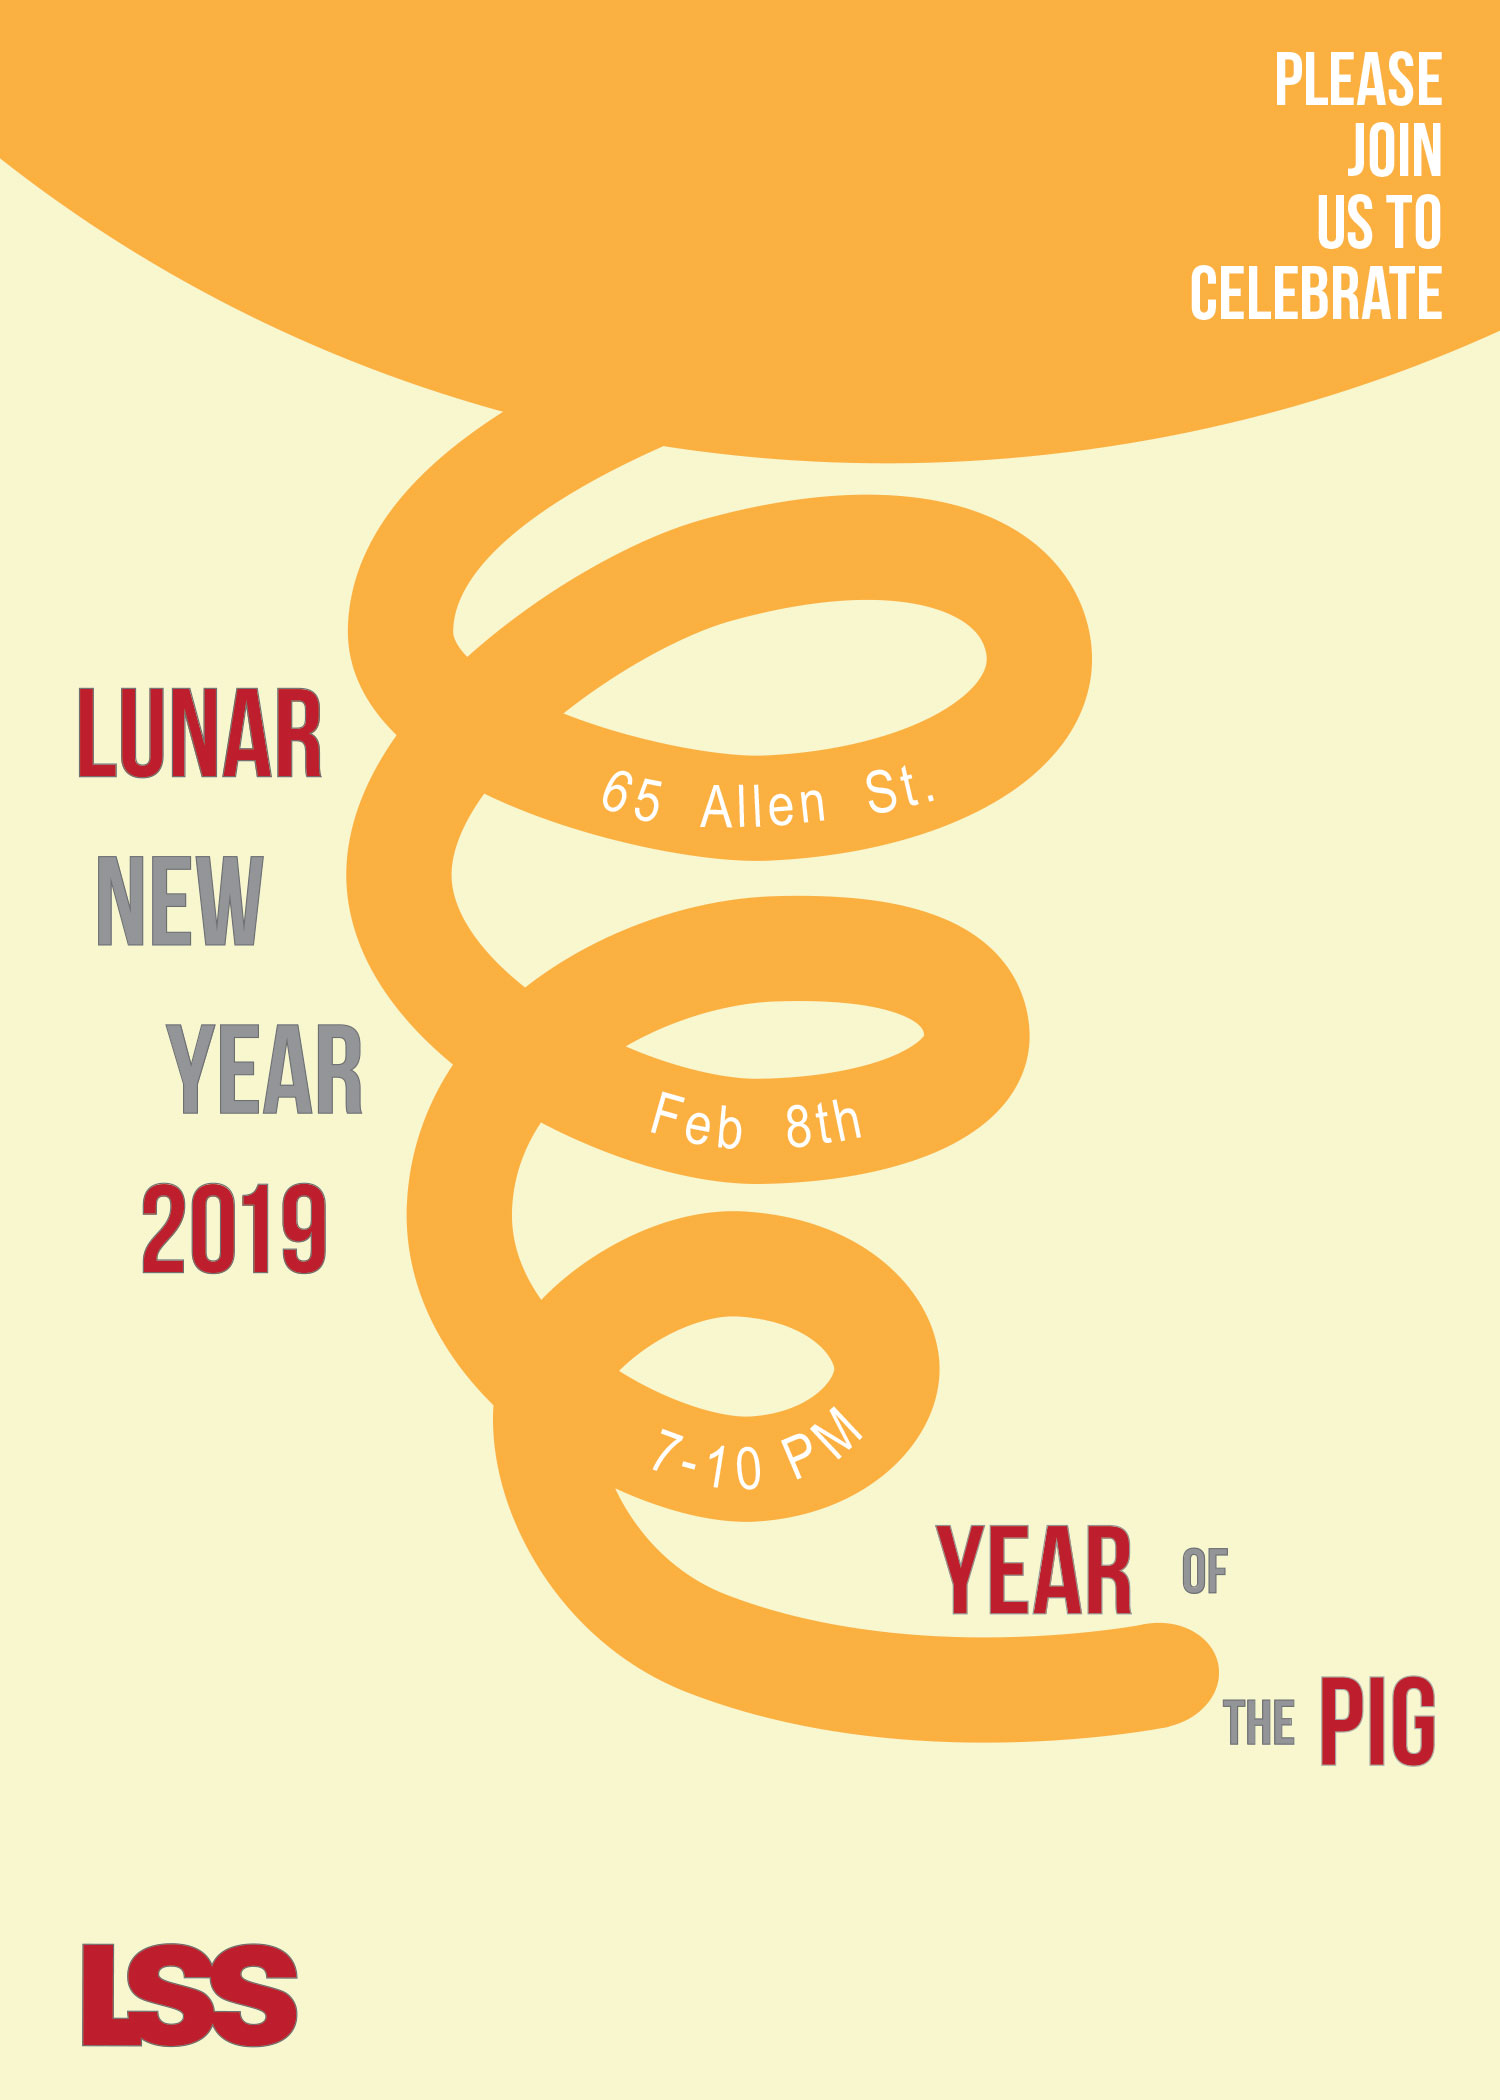 PLEASE
JOIN
US TO
CELEBRATE
LUNAR
NEW
YEAR
2019
65 Allen St.
Feb 8th
7-10 PM
YEAR OF
THE PIG
LSS